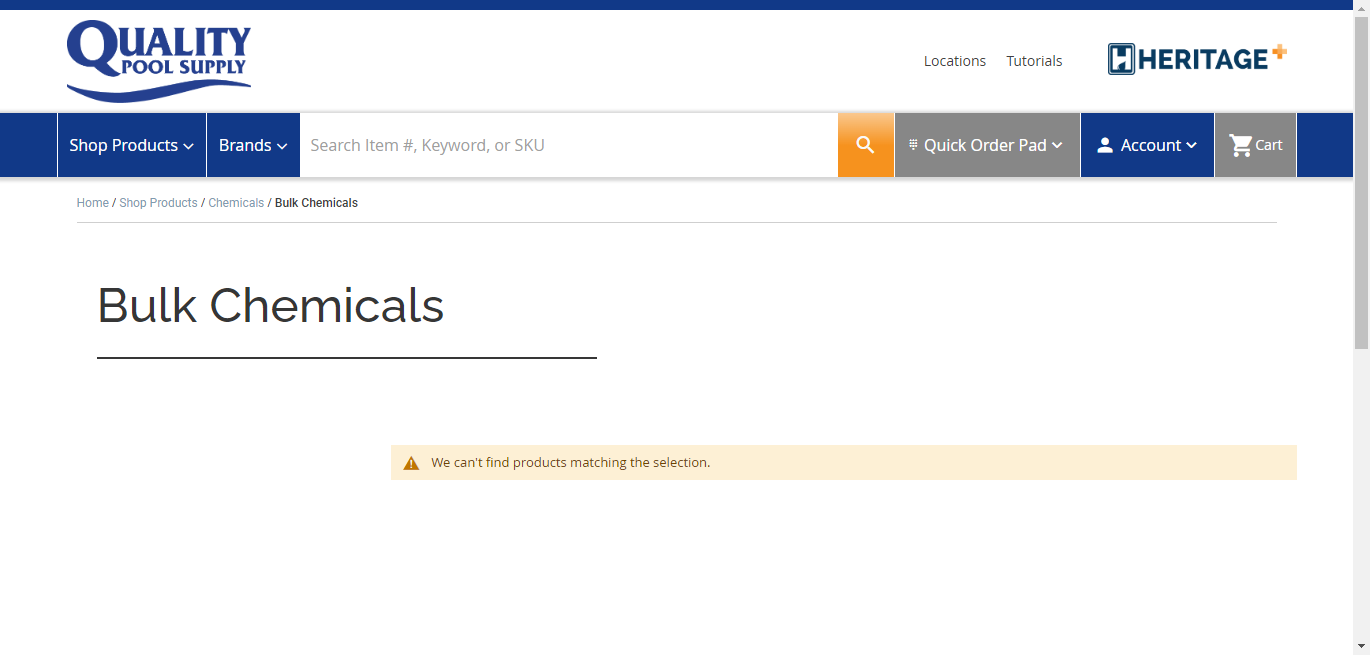 QUALITY
POOL SUPPLY
Locations
Tutorials
HERITAGE+
Shop Products
Brands
Search Item #, Keyword, or SKU
Quick Order Pad
Account
Cart
Home / Shop Products / Chemicals / Bulk Chemicals
Bulk Chemicals
We can't find products matching the selection.